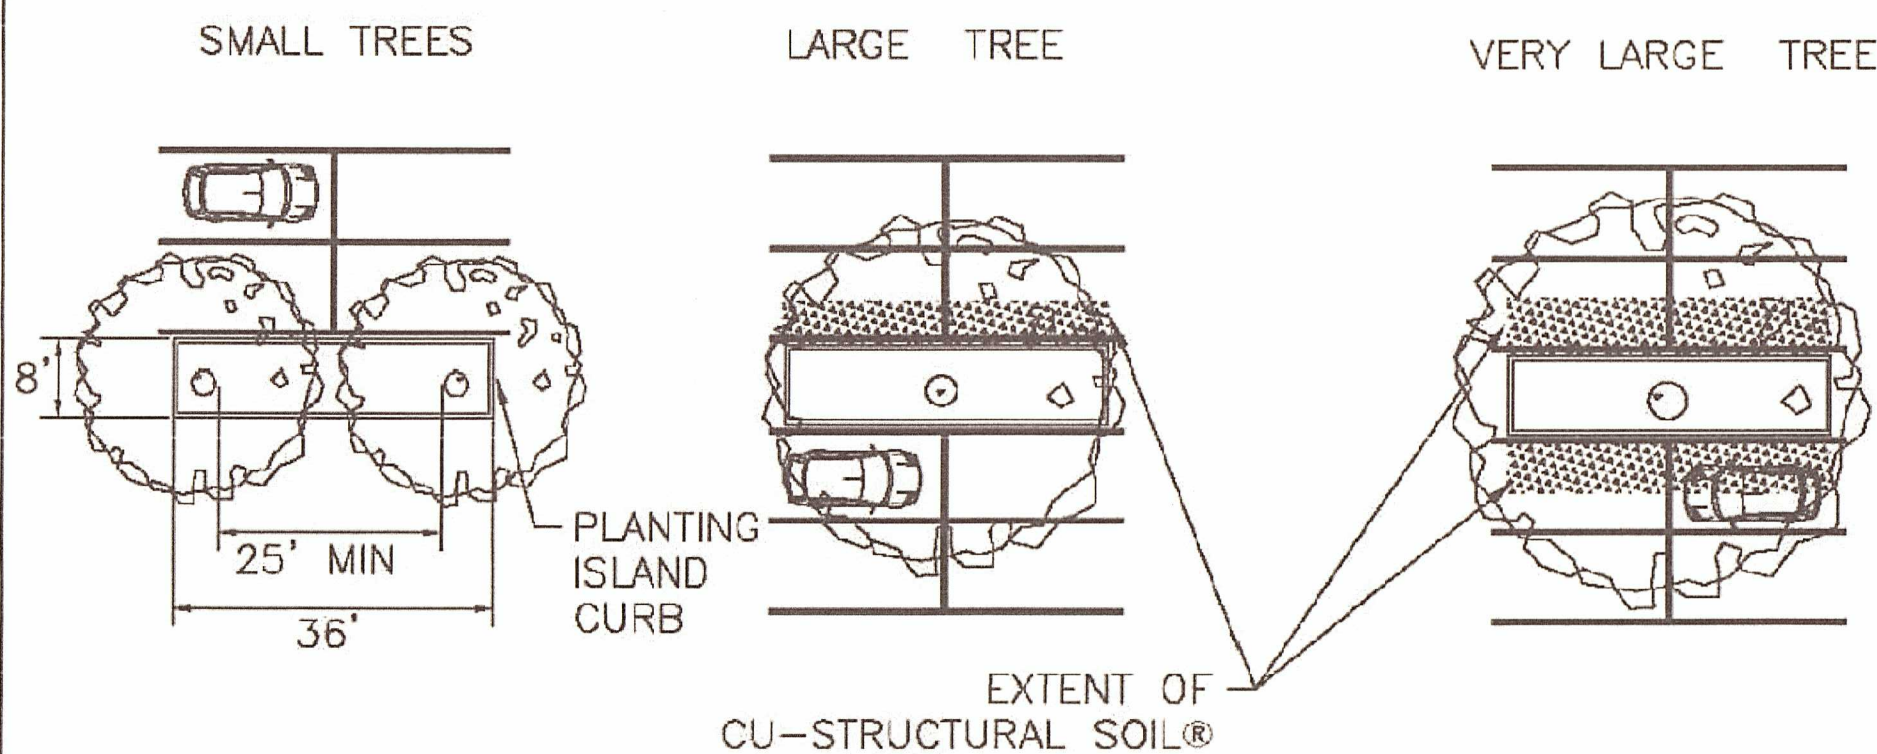 SMALL TREES
LARGE TREE
VERY LARGE TREE
8'
25' MIN
36'
PLANTING
ISLAND
CURB
EXTENT OF
CU-STRUCTURAL SOIL®